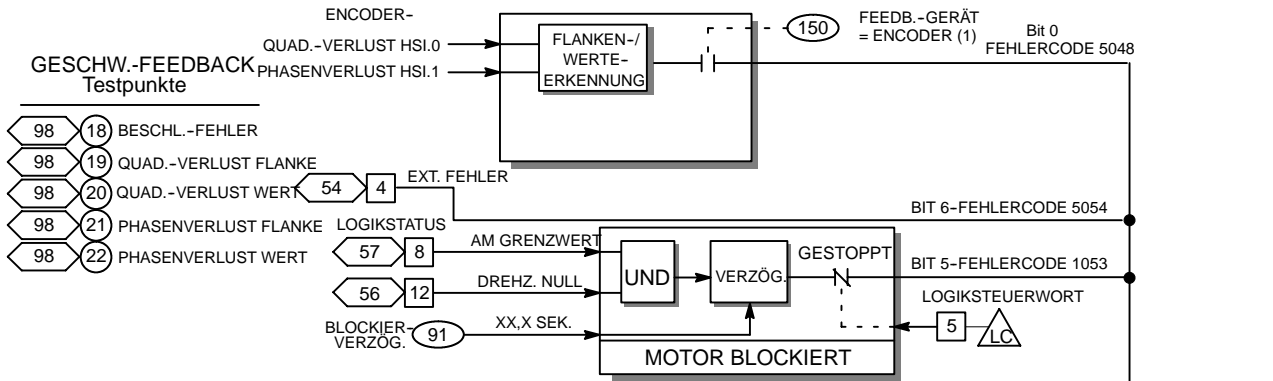 ENCODER-
QUAD.-VERLUST HSI.0
PHASENVERLUST HSI.1
FLANKEN-/
WERTE-
ERKENNUNG
150
FEEDB.-GERÄT
= ENCODER (1)
Bit 0
FEHLERCODE 5048
GESCHW.-FEEDBACK
Testpunkte
98 18 BESCHL.-FEHLER
98 19 QUAD.-VERLUST FLANKE
98 20 QUAD.-VERLUST WERT
98 21 PHASENVERLUST FLANKE
98 22 PHASENVERLUST WERT
54 4 EXT. FEHLER
BIT 6-FEHLERCODE 5054
LOGIKSTATUS
57 8 AM GRENZWERT
56 12 DREHZ. NULL
BLOCKIER-
VERZÖG.
91 XX,X SEK.
UND
VERZÖG.
GESTOPPT
BIT 5-FEHLERCODE 1053
LOGIKSTEUERWORT
5 LC
MOTOR BLOCKIERT